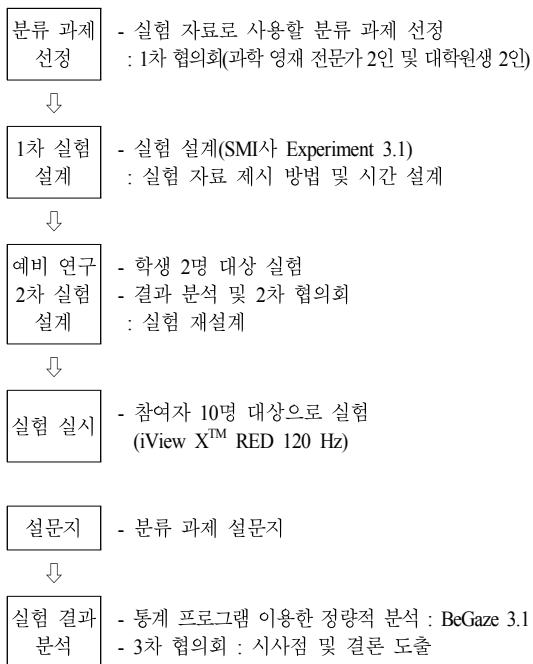 분류 과제
선정
- 실험 자료로 사용할 분류 과제 선정
: 1차 협의회(과학 영재 전문가 2인 및 대학원생 2인)
⇩
1차 실험
설계
- 실험 설계(SMI사 Experiment 3.1)
: 실험 자료 제시 방법 및 시간 설계
⇩
예비 연구
2차 실험
설계
- 학생 2명 대상 실험
- 결과 분석 및 2차 협의회
: 실험 재설계
⇩
실험 실시
- 참여자 10명 대상으로 실험
(iView X™ RED 120 Hz)
설문지
- 분류 과제 설문지
⇩
실험 결과
분석
- 통계 프로그램 이용한 정량적 분석 : BeGaze 3.1
- 3차 협의회 : 시사점 및 결론 도출